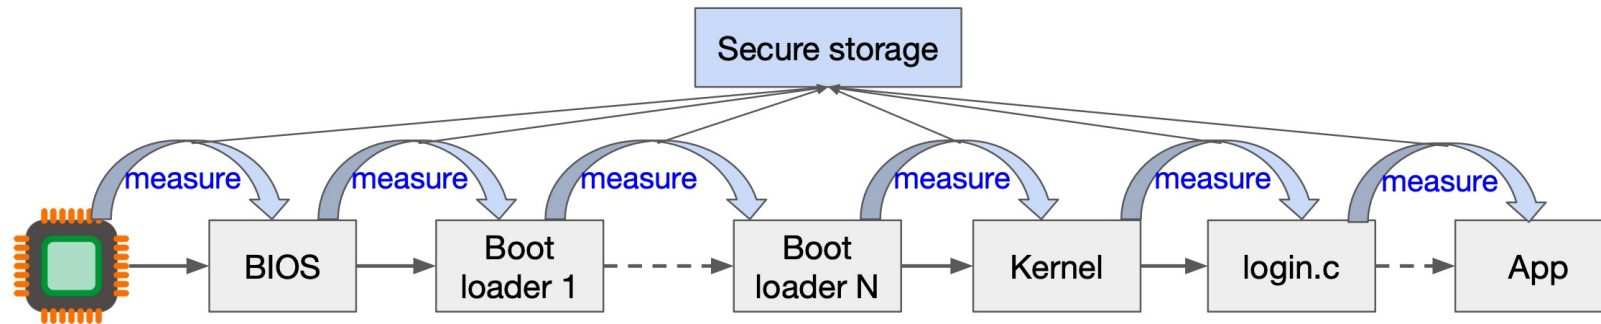 Secure storage
measure
measure
measure
measure
measure
measure
BIOS
Boot
loader 1
Boot
loader N
Kernel
login.c
App